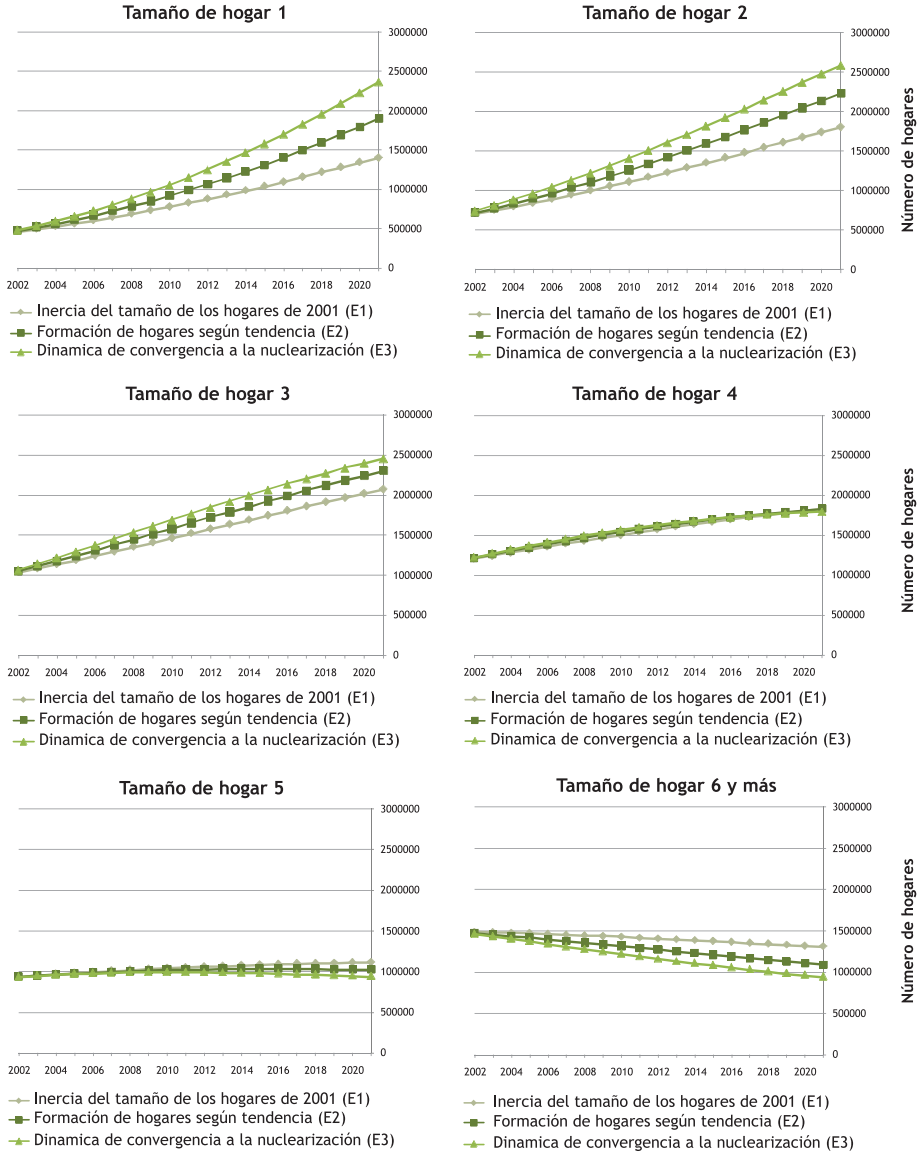 Tamaño de hogar 1
3000000
2500000
2000000
1500000
1000000
500000
0
2002 2004 2006 2008 2010 2012 2014 2016 2018 2020
Inercia del tamaño de los hogares de 2001 (E1)
Formación de hogares según tendencia (E2)
Dinamica de convergencia a la nuclearización (E3)
Tamaño de hogar 2
3000000
2500000
2000000
1500000
1000000
500000
0
Número de hogares
2002 2004 2006 2008 2010 2012 2014 2016 2018 2020
Inercia del tamaño de los hogares de 2001 (E1)
Formación de hogares según tendencia (E2)
Dinamica de convergencia a la nuclearización (E3)
Tamaño de hogar 3
3000000
2500000
2000000
1500000
1000000
500000
0
2002 2004 2006 2008 2010 2012 2014 2016 2018 2020
Inercia del tamaño de los hogares de 2001 (E1)
Formación de hogares según tendencia (E2)
Dinamica de convergencia a la nuclearización (E3)
Tamaño de hogar 4
3000000
2500000
2000000
1500000
1000000
500000
0
Número de hogares
2002 2004 2006 2008 2010 2012 2014 2016 2018 2020
Inercia del tamaño de los hogares de 2001 (E1)
Formación de hogares según tendencia (E2)
Dinamica de convergencia a la nuclearización (E3)
Tamaño de hogar 5
3000000
2500000
2000000
1500000
1000000
500000
0
2002 2004 2006 2008 2010 2012 2014 2016 2018 2020
Inercia del tamaño de los hogares de 2001 (E1)
Formación de hogares según tendencia (E2)
Dinamica de convergencia a la nuclearización (E3)
Tamaño de hogar 6 y más
3000000
2500000
2000000
1500000
1000000
500000
0
Número de hogares
2002 2004 2006 2008 2010 2012 2014 2016 2018 2020
Inercia del tamaño de los hogares de 2001 (E1)
Formación de hogares según tendencia (E2)
Dinamica de convergencia a la nuclearización (E3)